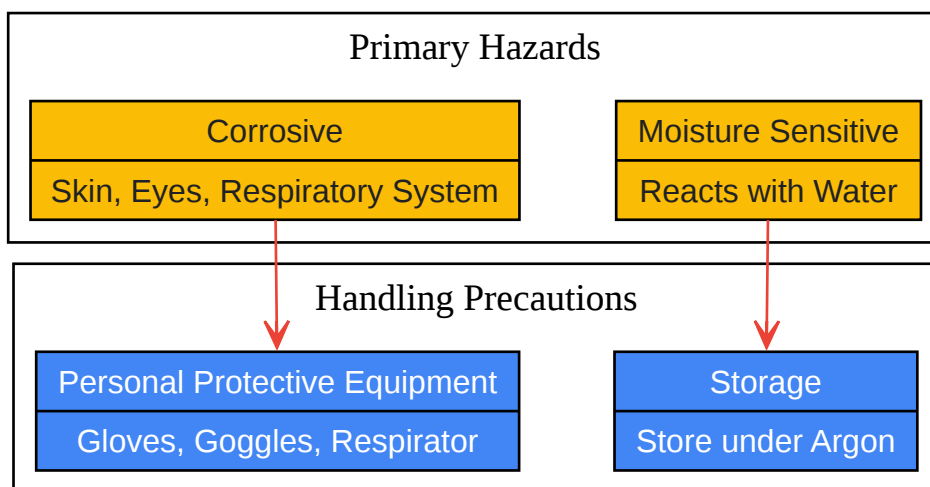 Primary Hazards
Corrosive
Skin, Eyes, Respiratory System
Moisture Sensitive
Reacts with Water
Handling Precautions
Personal Protective Equipment
Gloves, Goggles, Respirator
Storage
Store under Argon